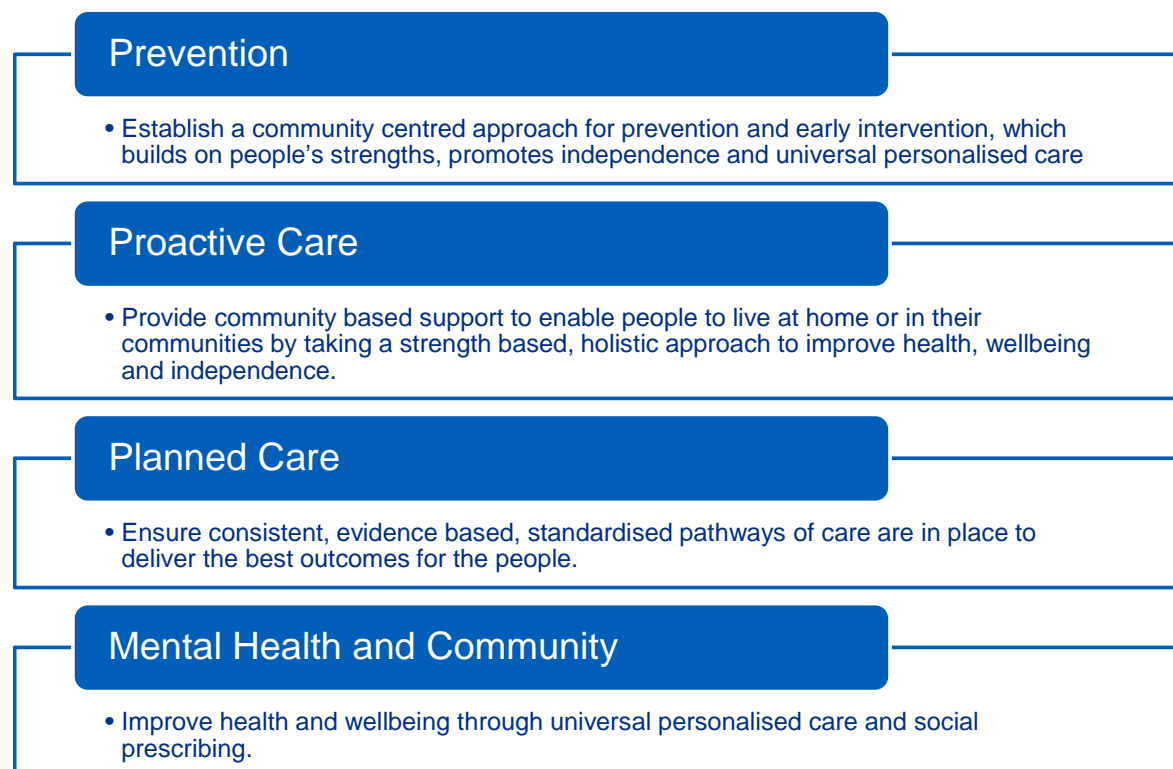 Prevention
• Establish a community centred approach for prevention and early intervention, which
builds on people’s strengths, promotes independence and universal personalised care
Proactive Care
• Provide community based support to enable people to live at home or in their
communities by taking a strength based, holistic approach to improve health, wellbeing
and independence.
Planned Care
• Ensure consistent, evidence based, standardised pathways of care are in place to
deliver the best outcomes for the people.
Mental Health and Community
• Improve health and wellbeing through universal personalised care and social
prescribing.